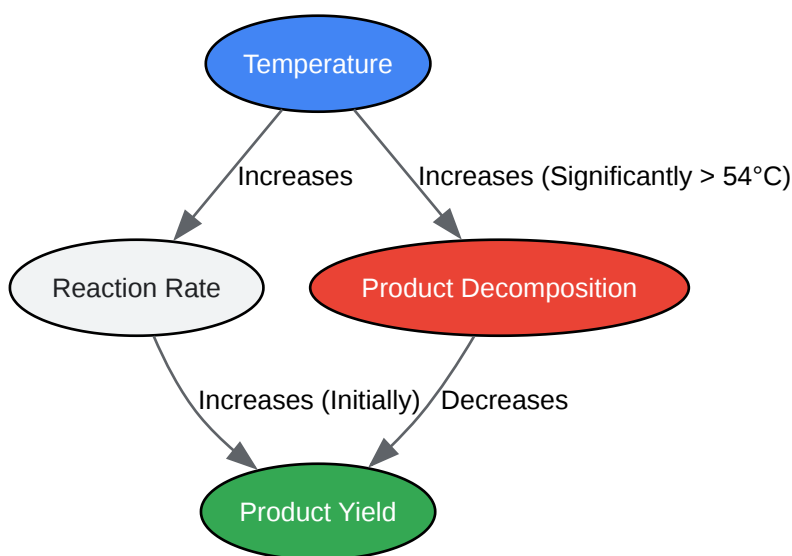 Temperature
Increases
Increases (Significantly > 54°C)
Reaction Rate
Product Decomposition
Increases (Initially)
Decreases
Product Yield